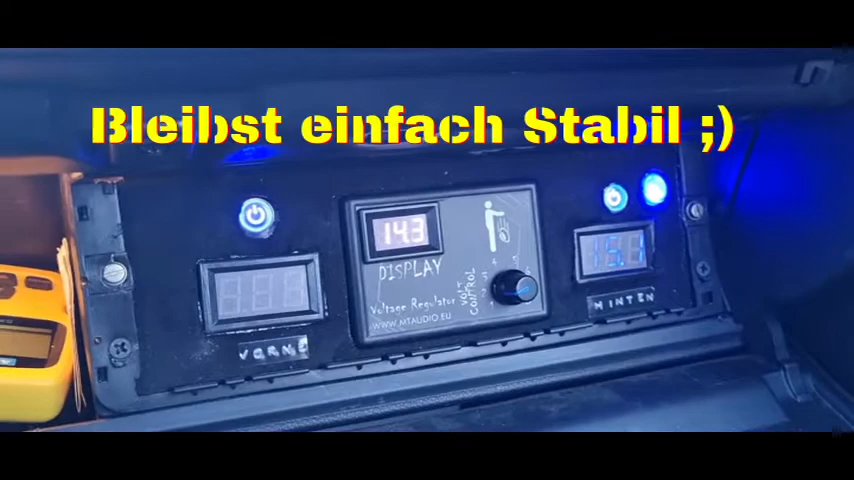 Bleibst einfach Stabil ;)
14.3
DISPLAY
VOLT
CONTROL
Voltage Regulator
WWW.MTAUDIO.EU
VORNE
HINTEN